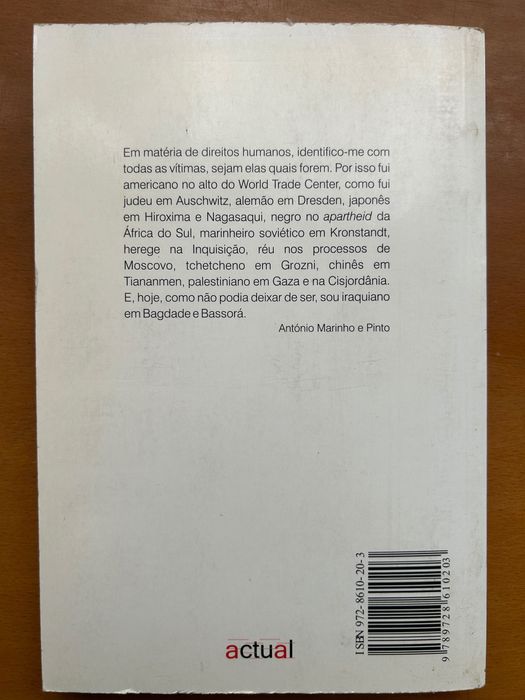 Em matéria de direitos humanos, identifico-me com
todas as vítimas, sejam elas quais forem. Por isso fui
americano no alto do World Trade Center, como fui
judeu em Auschwitz, alemão em Dresden, japonês
em Hiroxima e Nagasaqui, negro no apartheid da
África do Sul, marinheiro soviético em Kronstandt,
herege na Inquisição, réu nos processos de
Moscovo, tchetcheno em Grozni, chinês em
Tiananmen, palestiniano em Gaza e na Cisjordânia.
E, hoje, como não podia deixar de ser, sou iraquiano
em Bagdade e Bassorá.
António Marinho e Pinto
ISBN 972-8610-20-3
9 789728 610203
actual